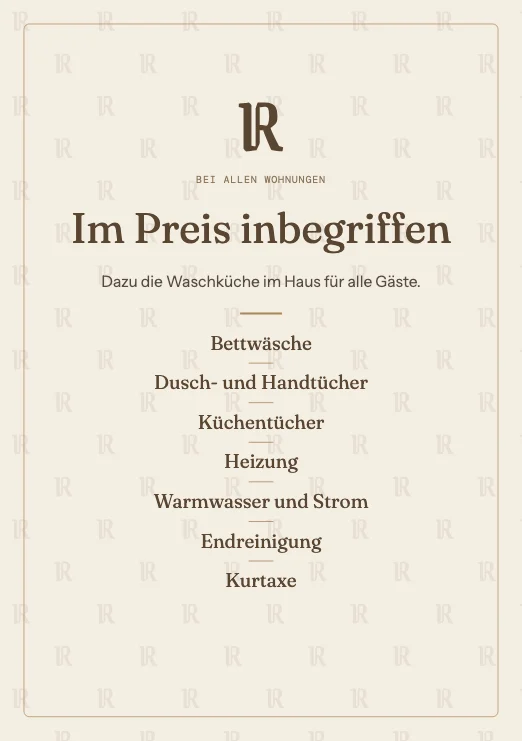 R
BEI ALLEN WOHNUNGEN
Im Preis inbegriffen
Dazu die Waschküche im Haus für alle Gäste.
Bettwäsche
Dusch- und Handtücher
Küchentücher
Heizung
Warmwasser und Strom
Endreinigung
Kurtaxe